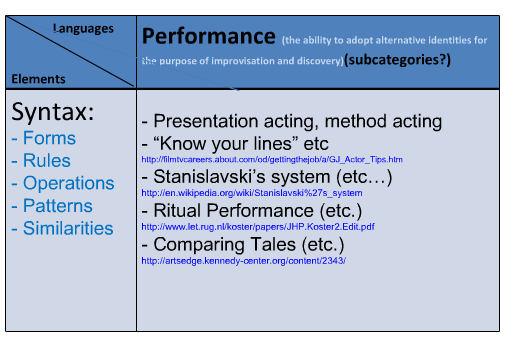 Languages
Elements
Performance (the ability to adopt alternative identities for
the purpose of improvisation and discovery)(subcategories?)
Syntax:
- Forms
- Rules
- Operations
- Patterns
- Similarities
- Presentation acting, method acting
- “Know your lines” etc
http://filmtvcareers.about.com/od/gettingthejob/a/GJ_Actor_Tips.htm
- Stanislavski’s system (etc…)
http://en.wikipedia.org/wiki/Stanislavski%27s_system
- Ritual Performance (etc.)
http://www.let.rug.nl/koster/papers/JHP.Koster2.Edit.pdf
- Comparing Tales (etc.)
http://artsedge.kennedy-center.org/content/2343/